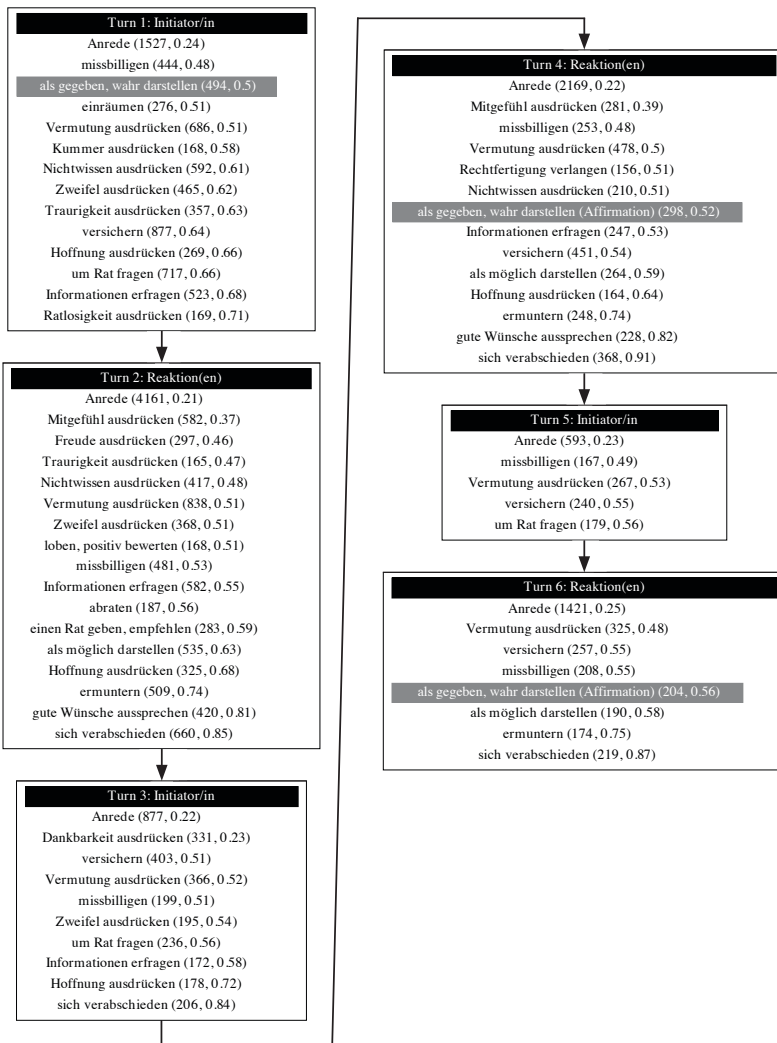 Turn 1: Initiator/in
Anrede (1527, 0.24)
missbilligen (444, 0.48)
als gegeben, wahr darstellen (494, 0.5)
einräumen (276, 0.51)
Vermutung ausdrücken (686, 0.51)
Kummer ausdrücken (168, 0.58)
Nichtwissen ausdrücken (592, 0.61)
Zweifel ausdrücken (465, 0.62)
Traurigkeit ausdrücken (357, 0.63)
versichern (877, 0.64)
Hoffnung ausdrücken (269, 0.66)
um Rat fragen (717, 0.66)
Informationen erfragen (523, 0.68)
Ratlosigkeit ausdrücken (169, 0.71)
Turn 2: Reaktion(en)
Anrede (4161, 0.21)
Mitgefühl ausdrücken (582, 0.37)
Freude ausdrücken (297, 0.46)
Traurigkeit ausdrücken (165, 0.47)
Nichtwissen ausdrücken (417, 0.48)
Vermutung ausdrücken (838, 0.51)
Zweifel ausdrücken (368, 0.51)
loben, positiv bewerten (168, 0.51)
missbilligen (481, 0.53)
Informationen erfragen (582, 0.55)
abraten (187, 0.56)
einen Rat geben, empfehlen (283, 0.59)
als möglich darstellen (535, 0.63)
Hoffnung ausdrücken (325, 0.68)
ermuntern (509, 0.74)
gute Wünsche aussprechen (420, 0.81)
sich verabschieden (660, 0.85)
Turn 3: Initiator/in
Anrede (877, 0.22)
Dankbarkeit ausdrücken (331, 0.23)
versichern (403, 0.51)
Vermutung ausdrücken (366, 0.52)
missbilligen (199, 0.51)
Zweifel ausdrücken (195, 0.54)
um Rat fragen (236, 0.56)
Informationen erfragen (172, 0.58)
Hoffnung ausdrücken (178, 0.72)
sich verabschieden (206, 0.84)
Turn 4: Reaktion(en)
Anrede (2169, 0.22)
Mitgefühl ausdrücken (281, 0.39)
missbilligen (253, 0.48)
Vermutung ausdrücken (478, 0.5)
Rechtfertigung verlangen (156, 0.51)
Nichtwissen ausdrücken (210, 0.51)
als gegeben, wahr darstellen (Affirmation) (298, 0.52)
Informationen erfragen (247, 0.53)
versichern (451, 0.54)
als möglich darstellen (264, 0.59)
Hoffnung ausdrücken (164, 0.64)
ermuntern (248, 0.74)
gute Wünsche aussprechen (228, 0.82)
sich verabschieden (368, 0.91)
Turn 5: Initiator/in
Anrede (593, 0.23)
missbilligen (167, 0.49)
Vermutung ausdrücken (267, 0.53)
versichern (240, 0.55)
um Rat fragen (179, 0.56)
Turn 6: Reaktion(en)
Anrede (1421, 0.25)
Vermutung ausdrücken (325, 0.48)
versichern (257, 0.55)
missbilligen (208, 0.55)
als gegeben, wahr darstellen (Affirmation) (204, 0.56)
als möglich darstellen (190, 0.58)
ermuntern (174, 0.75)
sich verabschieden (219, 0.87)